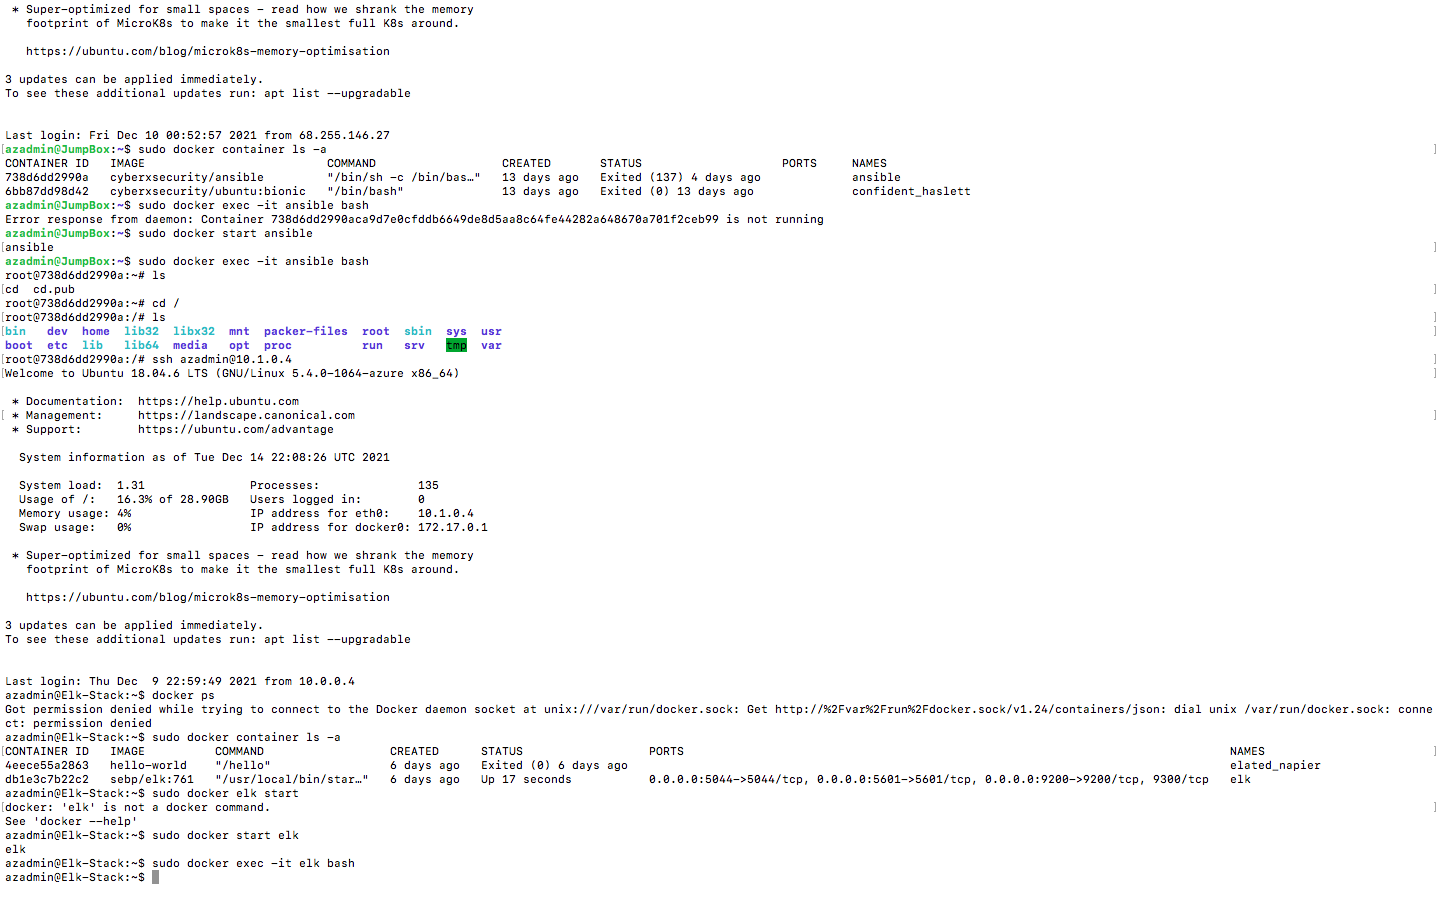 * Super-optimized for small spaces - read how we shrank the memory
   footprint of MicroK8s to make it the smallest full K8s around.
   https://ubuntu.com/blog/microk8s-memory-optimisation
3 updates can be applied immediately.
To see these additional updates run: apt list --upgradable
Last login: Fri Dec 10 00:52:57 2021 from 68.255.146.27
[azadmin@JumpBox:~$ sudo docker container ls -a ]
CONTAINER ID   IMAGE                          COMMAND                  CREATED       STATUS                    PORTS     NAMES
738d6dd2990a   cyberxsecurity/ansible         "/bin/sh -c /bin/bas…"   13 days ago   Exited (137) 4 days ago             ansible
6bb87dd98d42   cyberxsecurity/ubuntu:bionic   "/bin/bash"              13 days ago   Exited (0) 13 days ago              confident_haslett
[azadmin@JumpBox:~$ sudo docker exec -it ansible bash ]
Error response from daemon: Container 738d6dd2990aca9d7e0cfddb6649de8d5aa8c64fe44282a648670a701f2ceb99 is not running
azadmin@JumpBox:~$ sudo docker start ansible
[ansible ]
azadmin@JumpBox:~$ sudo docker exec -it ansible bash
root@738d6dd2990a:~# ls
[cd  cd.pub ]
root@738d6dd2990a:~# cd /
[root@738d6dd2990a:/# ls ]
[bin   dev  home  lib32  libx32  mnt  packer-files  root  sbin  sys  usr ]
boot  etc  lib   lib64  media   opt  proc          run   srv   tmp  var
[root@738d6dd2990a:/# ssh azadmin@10.1.0.4 ]
[Welcome to Ubuntu 18.04.6 LTS (GNU/Linux 5.4.0-1064-azure x86_64) ]
 * Documentation:  https://help.ubuntu.com
[ * Management:     https://landscape.canonical.com ]
 * Support:        https://ubuntu.com/advantage
  System information as of Tue Dec 14 22:08:26 UTC 2021
  System load:  1.31               Processes:              135
  Usage of /:   16.3% of 28.90GB   Users logged in:        0
  Memory usage: 4%                 IP address for eth0:    10.1.0.4
  Swap usage:   0%                 IP address for docker0: 172.17.0.1
 * Super-optimized for small spaces - read how we shrank the memory
   footprint of MicroK8s to make it the smallest full K8s around.
   https://ubuntu.com/blog/microk8s-memory-optimisation
3 updates can be applied immediately.
To see these additional updates run: apt list --upgradable
Last login: Thu Dec  9 22:59:49 2021 from 10.0.0.4
azadmin@Elk-Stack:~$ docker ps
Got permission denied while trying to connect to the Docker daemon socket at unix:///var/run/docker.sock: Get http://%2Fvar%2Frun%2Fdocker.sock/v1.24/containers/json: dial unix /var/run/docker.sock: conne
ct: permission denied
azadmin@Elk-Stack:~$ sudo docker container ls -a
[CONTAINER ID   IMAGE          COMMAND                  CREATED      STATUS                  PORTS                                                                              NAMES ]
4eece55a2863   hello-world    "/hello"                 6 days ago   Exited (0) 6 days ago                                                                                      elated_napier
db1e3c7b22c2   sebp/elk:761   "/usr/local/bin/star…"   6 days ago   Up 17 seconds           0.0.0.0:5044->5044/tcp, 0.0.0.0:5601->5601/tcp, 0.0.0.0:9200->9200/tcp, 9300/tcp   elk
azadmin@Elk-Stack:~$ sudo docker elk start
[docker: 'elk' is not a docker command. ]
See 'docker --help'
azadmin@Elk-Stack:~$ sudo docker start elk
elk
azadmin@Elk-Stack:~$ sudo docker exec -it elk bash
azadmin@Elk-Stack:~$